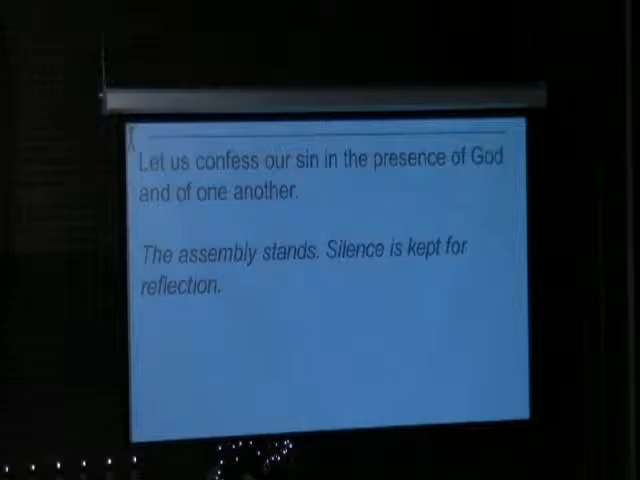 Let us confess our sin in the presence of God
and of one another.
The assembly stands. Silence is kept for
reflection.